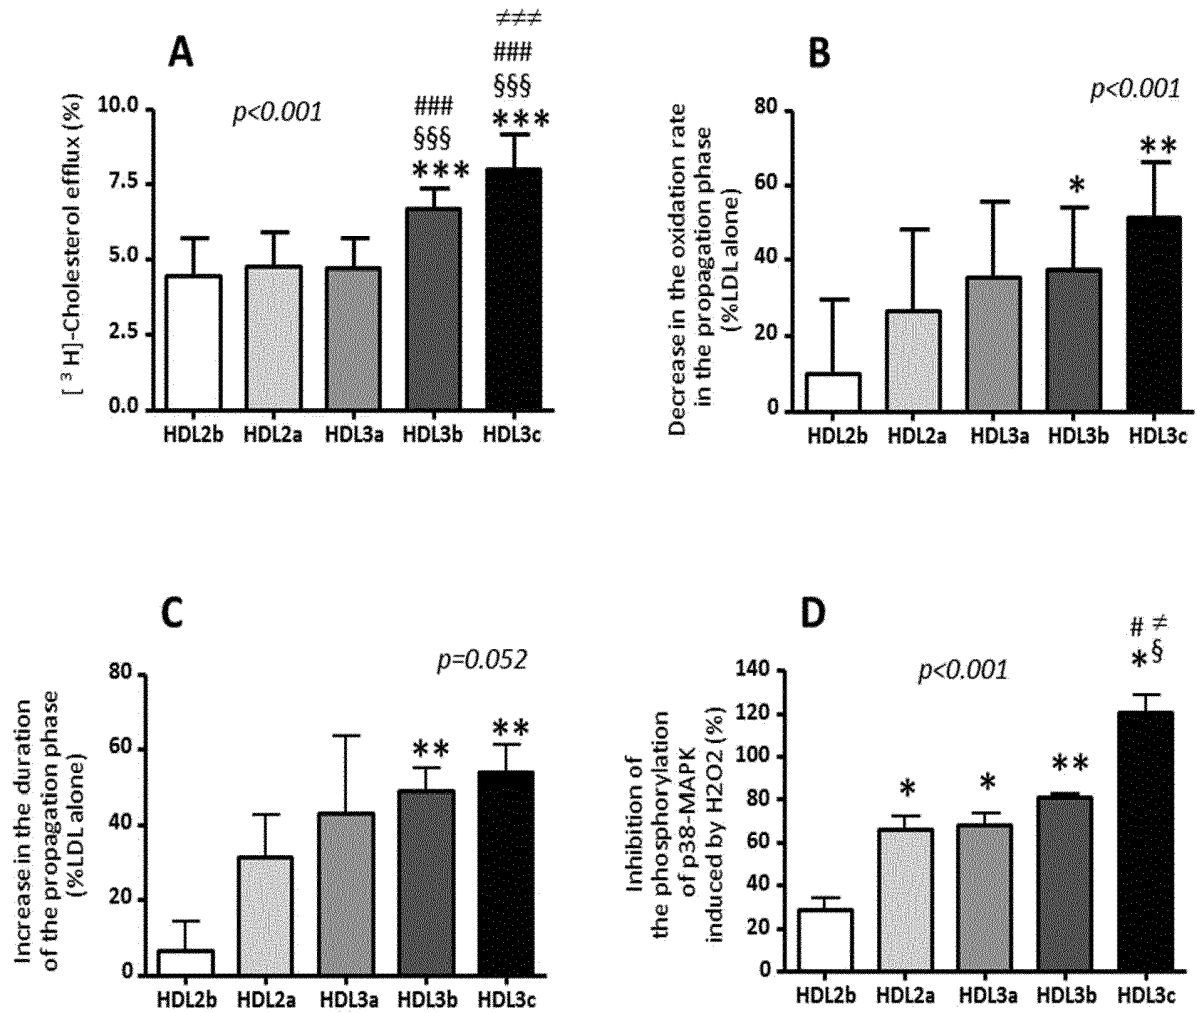 A
≠≠≠
###
§§§
***
###
§§§
***
p<0.001
[ ³ H]-Cholesterol efflux (%)
10.0
7.5
5.0
2.5
0.0
HDL2b HDL2a HDL3a HDL3b HDL3c
B
p<0.001
Decrease in the oxidation rate
in the propagation phase
(%LDL alone)
80
60
40
20
0
*
**
HDL2b HDL2a HDL3a HDL3b HDL3c
C
p=0.052
Increase in the duration
of the propagation phase
(%LDL alone)
80
60
40
20
0
**
**
HDL2b HDL2a HDL3a HDL3b HDL3c
D
# ≠
* §
p<0.001
Inhibition of
the phosphorylation
of p38-MAPK
induced by H2O2 (%)
140
120
100
80
60
40
20
0
*
*
**
HDL2b HDL2a HDL3a HDL3b HDL3c